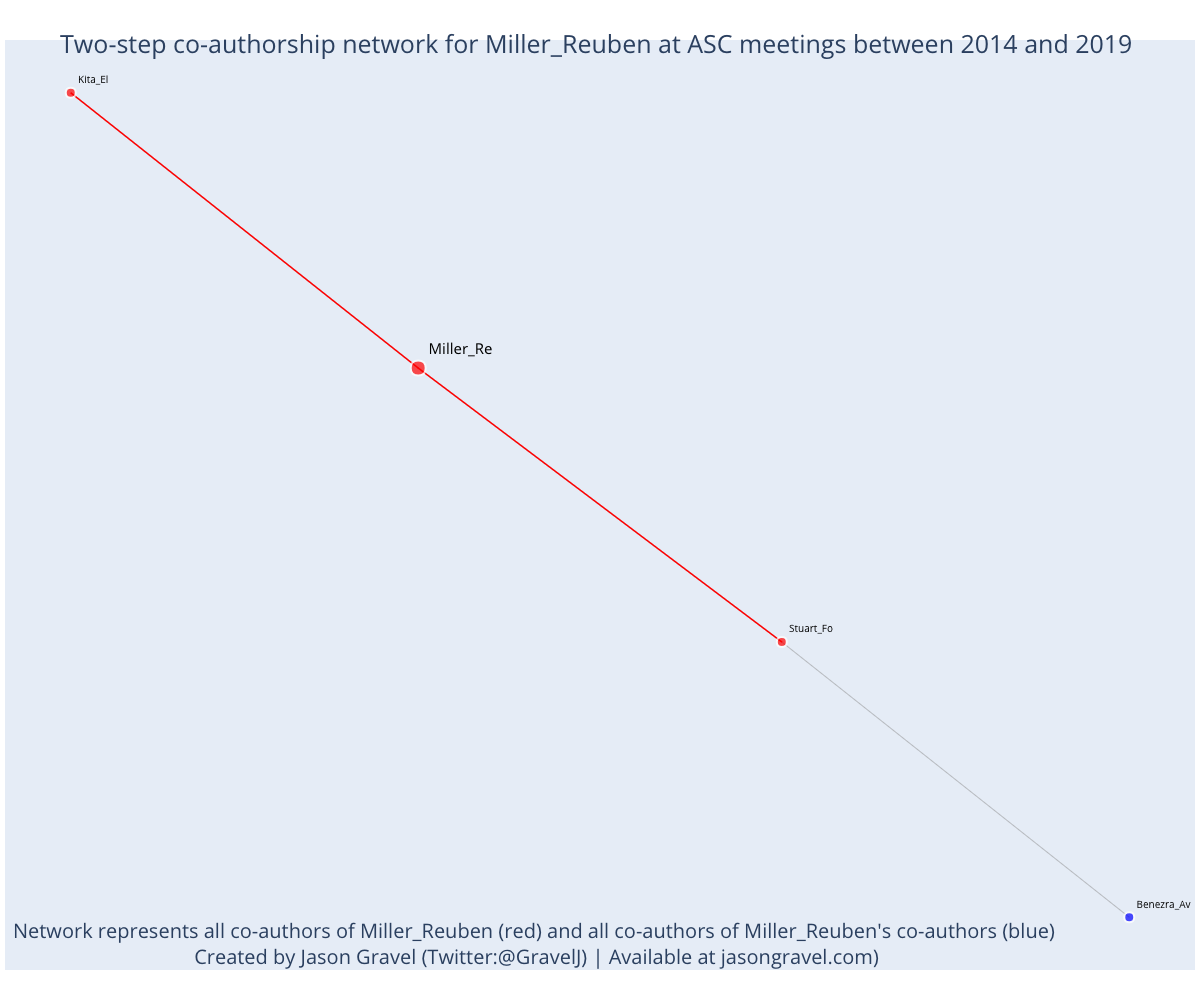 Two-step co-authorship network for Miller_Reuben at ASC meetings between 2014 and 2019
Kita_El
Miller_Re
Stuart_Fo
Benezra_Av
Network represents all co-authors of Miller_Reuben (red) and all co-authors of Miller_Reuben's co-authors (blue)
Created by Jason Gravel (Twitter:@GravelJ) | Available at jasongravel.com)